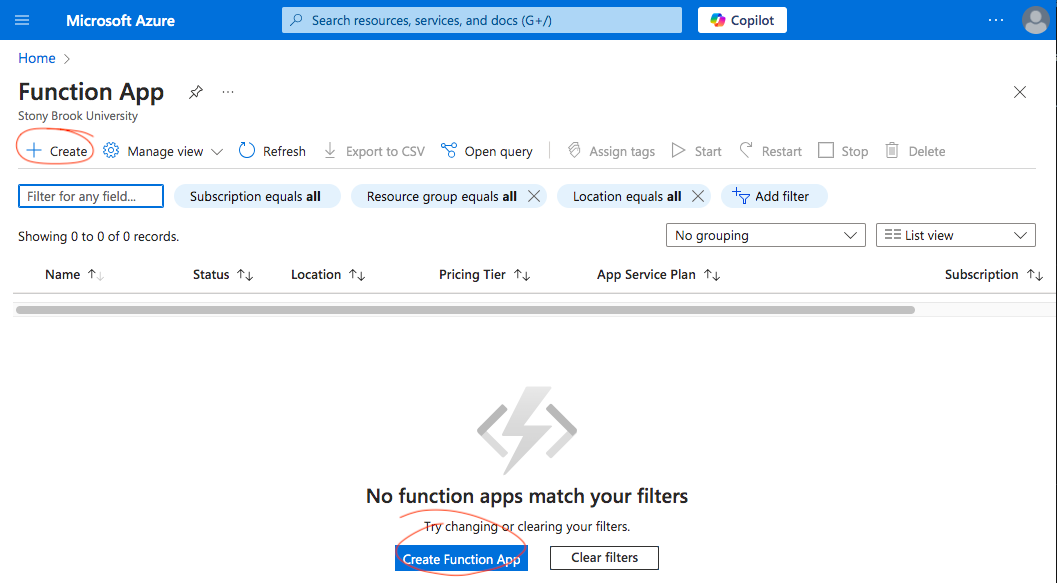 Microsoft Azure
Search resources, services, and docs (G+/)
Copilot
...
Home
Function App
...
Stony Brook University
Create
Manage view
Refresh
Export to CSV
Open query
Assign tags
Start
Restart
Stop
Delete
Filter for any field...
Subscription equals all
Resource group equals all
Location equals all
Add filter
Showing 0 to 0 of 0 records.
No grouping
List view
Name
Status
Location
Pricing Tier
App Service Plan
Subscription
No function apps match your filters
Try changing or clearing your filters.
Create Function App
Clear filters